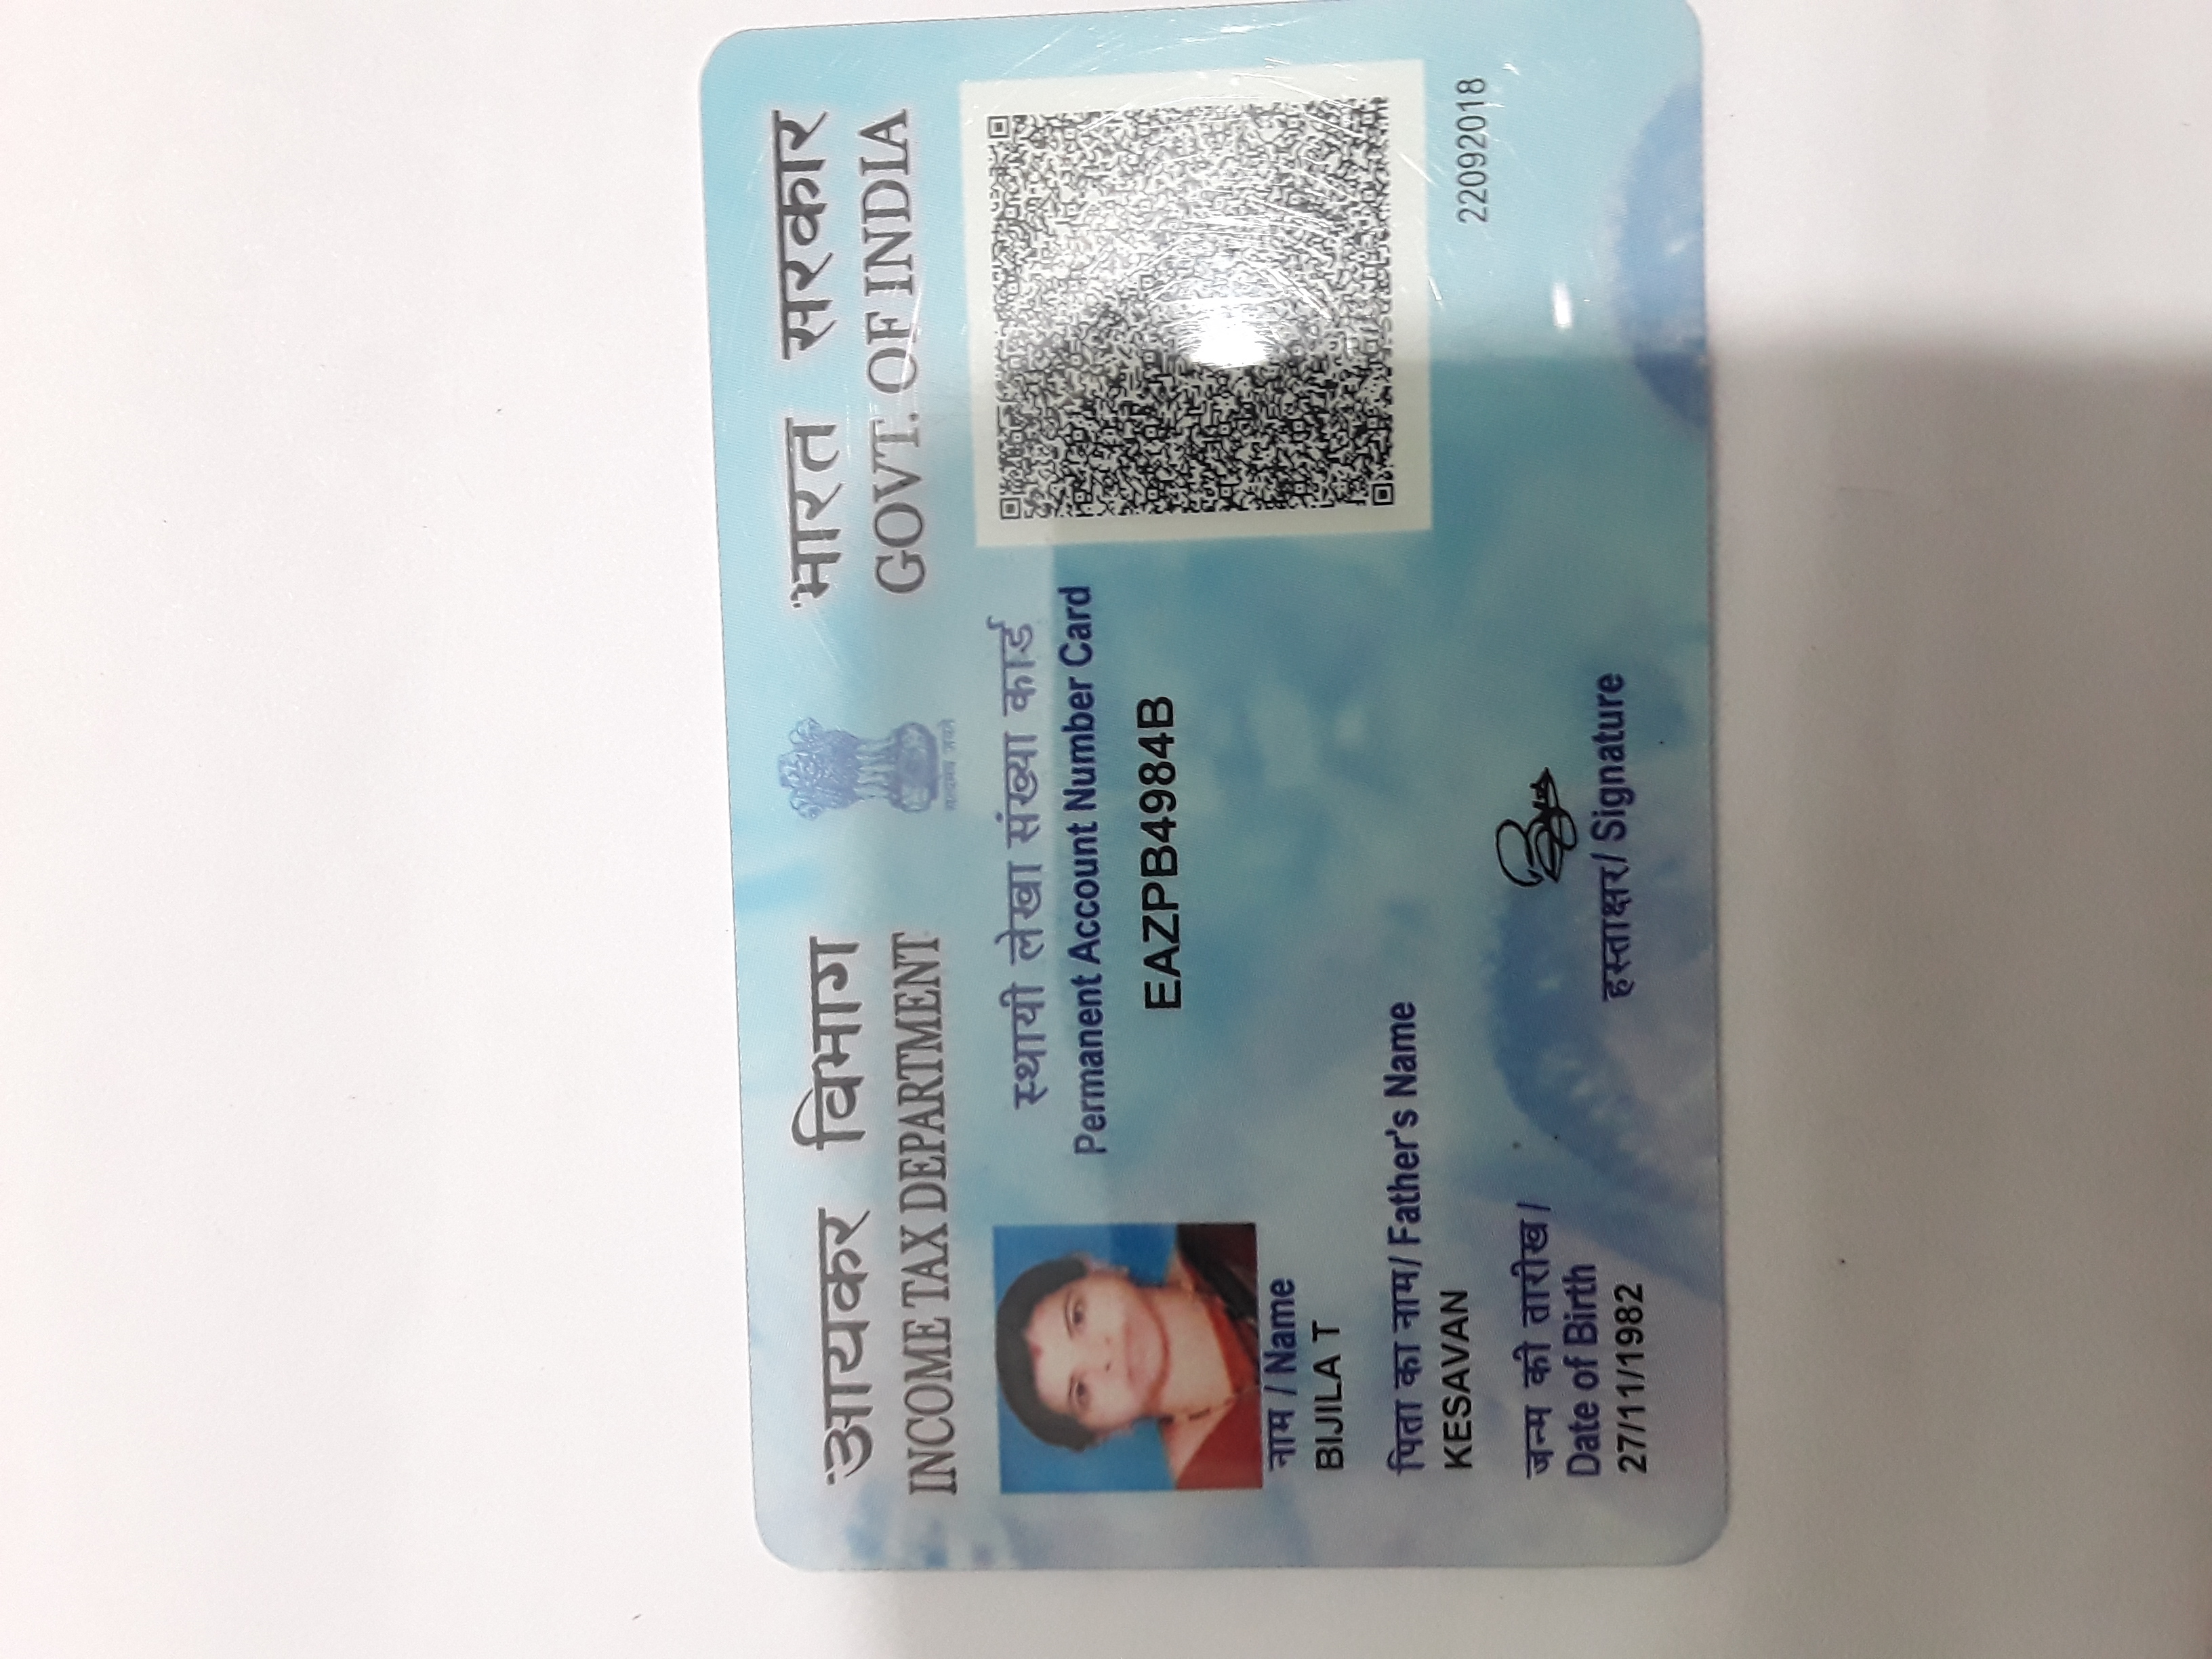 आयकर विभाग
INCOME TAX DEPARTMENT
सत्यमेव जयते
भारत सरकार
GOVT. OF INDIA
स्थायी लेखा संख्या कार्ड
Permanent Account Number Card
EAZPB4984B
नाम / Name
BIJILA T
पिता का नाम/ Father's Name
KESAVAN
जन्म की तारीख /
Date of Birth
27/11/1982
हस्ताक्षर/ Signature
22092018